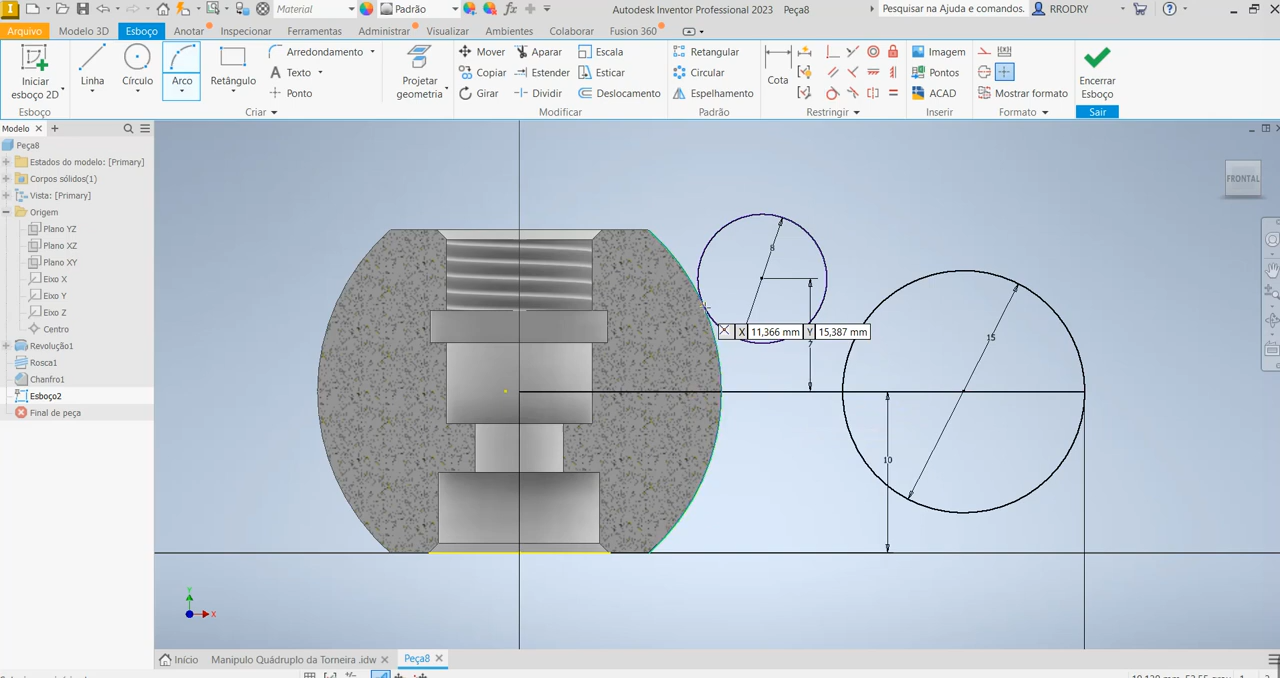 Material
Padrão
Autodesk Inventor Professional 2023 Peça8
Pesquisar na Ajuda e comandos.
RRODRY
Arquivo Modelo 3D Esboço Anotar Inspecionar Ferramentas Administrar Visualizar Ambientes Colaborar Fusion 360
Iniciar
esboço 2D
Linha Círculo Arco Retângulo
Arredondamento
Texto
Ponto
Projetar
geometria
Mover Aparar Escala
Copiar Estender Esticar
Girar Dividir Deslocamento
Retangular
Circular
Espelhamento
Cota
Imagem
Pontos
ACAD
Mostrar formato
Encerrar
Esboço
Esboço Criar Modificar Padrão Restringir Inserir Formato Sair
Modelo
Peça8
Estados do modelo: [Primary]
Corpos sólidos(1)
Vista: [Primary]
Origem
Plano YZ
Plano XZ
Plano XY
Eixo X
Eixo Y
Eixo Z
Centro
Revolução1
Rosca1
Chanfro1
Esboço2
Final de peça
FRONTAL
8
X 11,366 mm Y 15,387 mm
7
15
10
Y
X
Início Manipulo Quádruplo da Torneira .idw Peça8